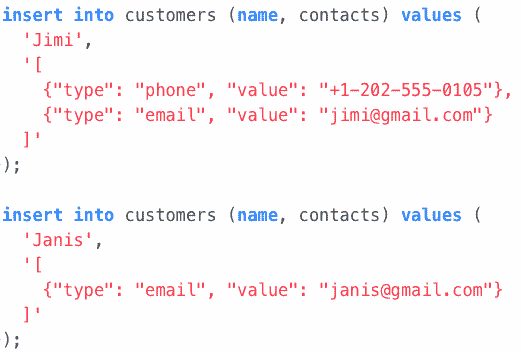 insert into customers (name, contacts) values (
'Jimi',
'[
{"type": "phone", "value": "+1-202-555-0105"},
{"type": "email", "value": "jimi@gmail.com"}
]'
);
insert into customers (name, contacts) values (
'Janis',
'[
{"type": "email", "value": "janis@gmail.com"}
]'
);